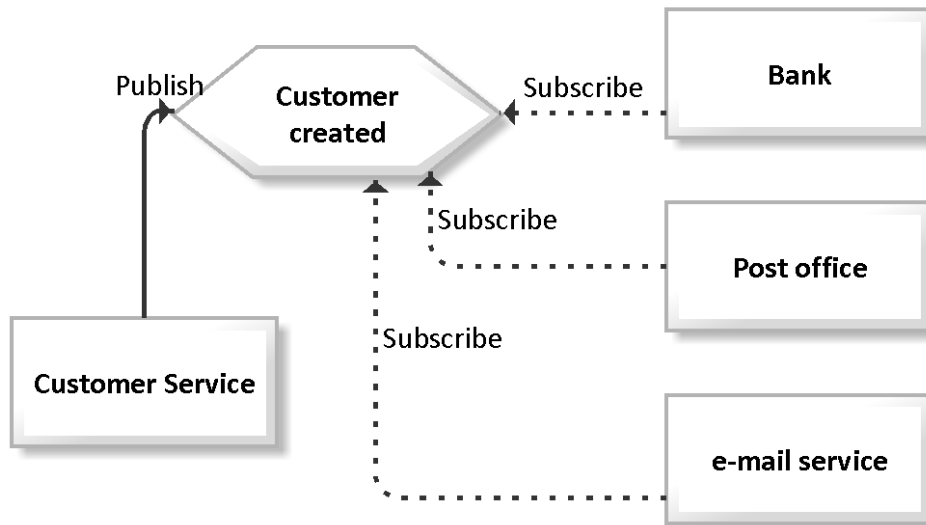 Publish
Customer
created
Subscribe
Bank
Subscribe
Post office
Subscribe
Customer Service
e-mail service